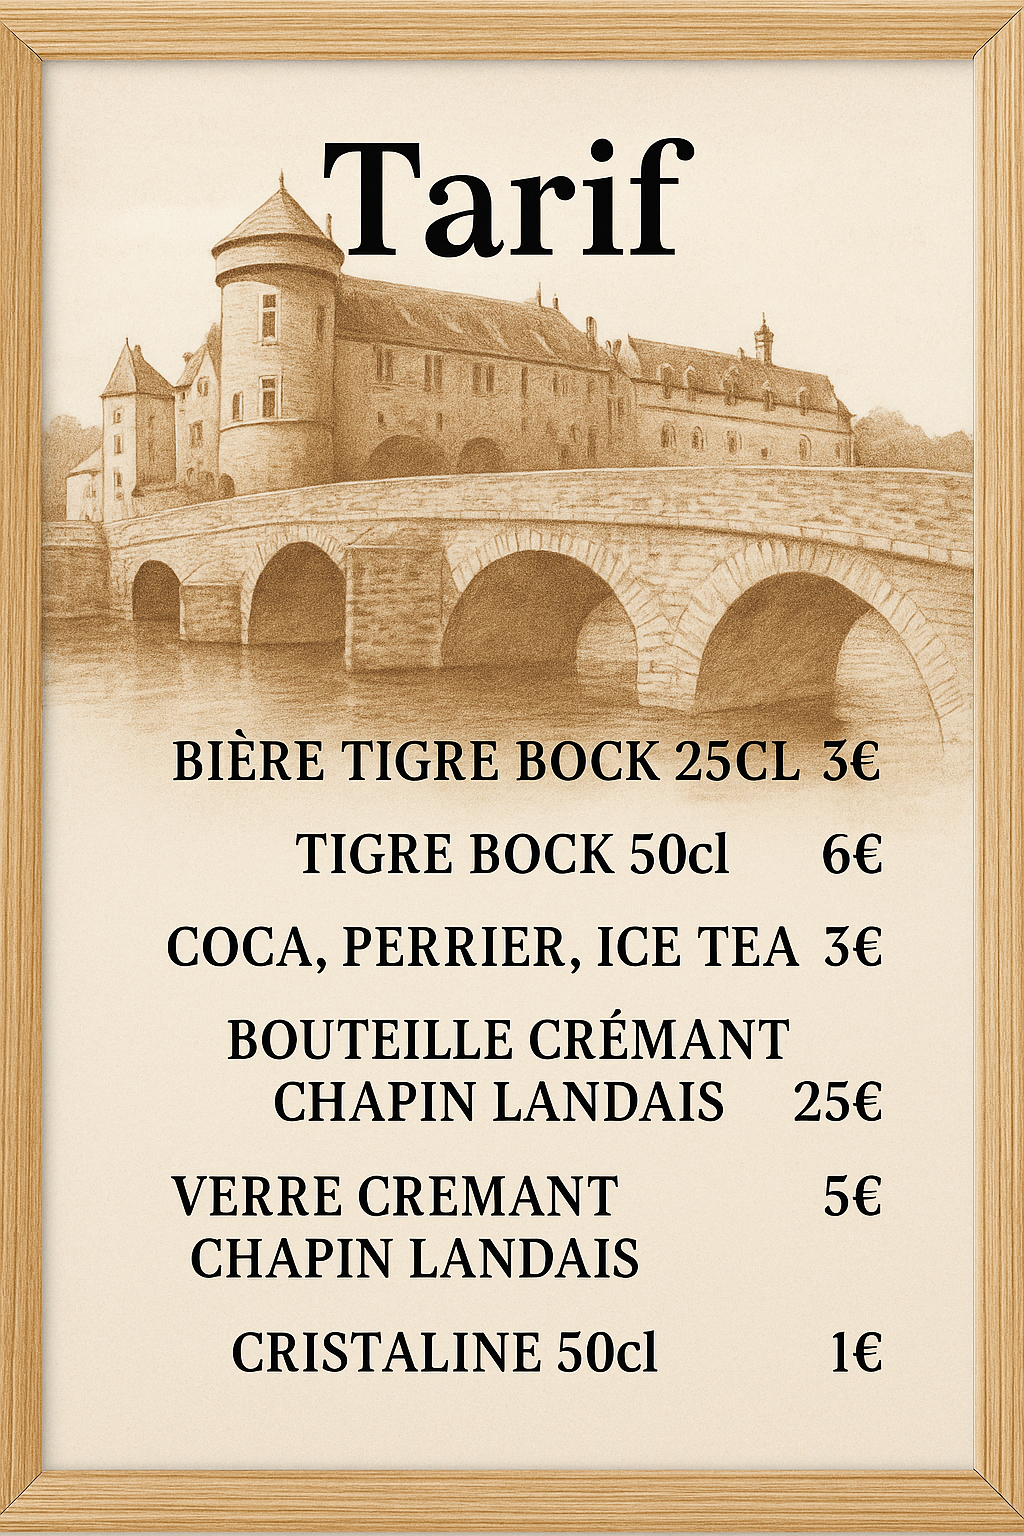 Tarif
BIÈRE TIGRE BOCK 25CL 3€
TIGRE BOCK 50cl 6€
COCA, PERRIER, ICE TEA 3€
BOUTEILLE CRÉMANT
CHAPIN LANDAIS 25€
VERRE CREMANT 5€
CHAPIN LANDAIS
CRISTALINE 50cl 1€